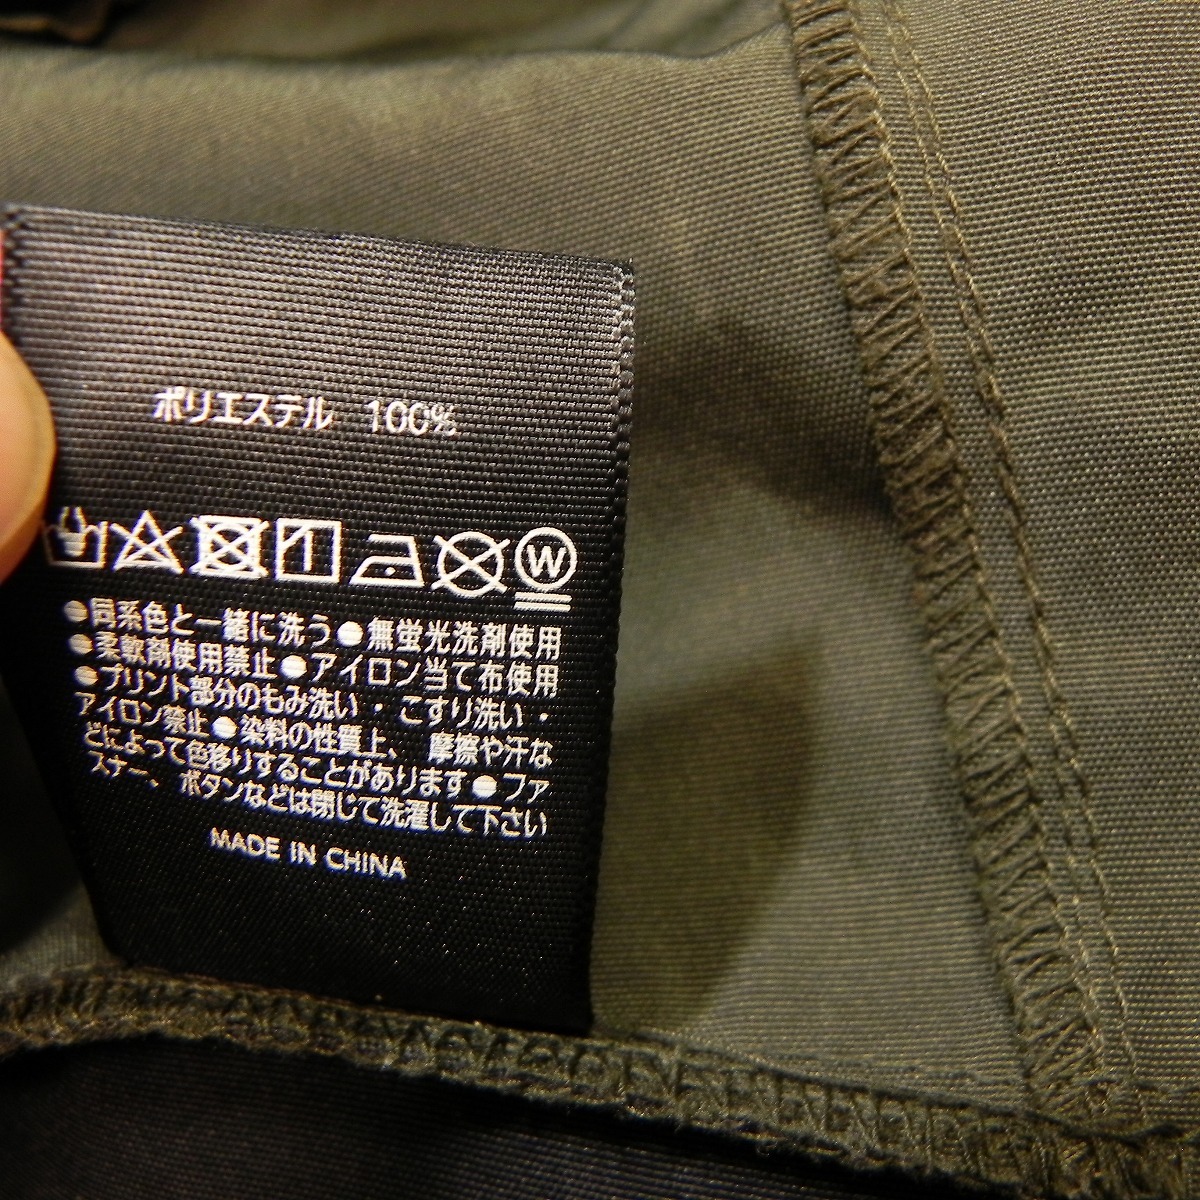 ポリエステル 100%
W
●同系色と一緒に洗う●無蛍光洗剤使用
●柔軟剤使用禁止●アイロン当て布使用
●プリント部分のもみ洗い・こすり洗い・
アイロン禁止●染料の性質上、摩擦や汗な
どによって色移りすることがあります●ファ
スナー、ボタンなどは閉じて洗濯して下さい
MADE IN CHINA